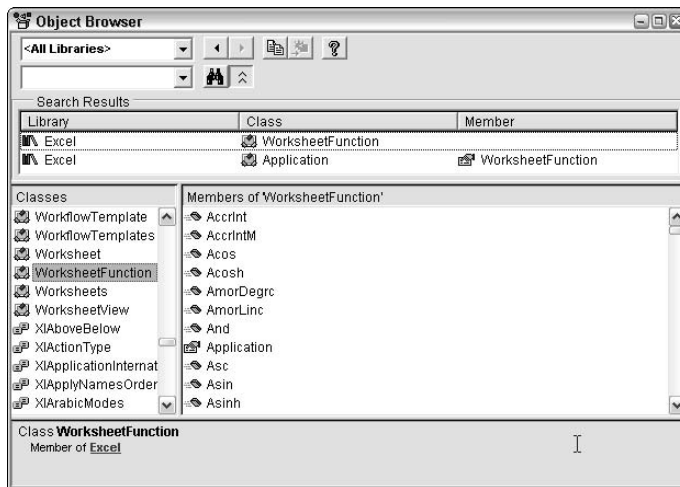 Object Browser
<All Libraries>
Search Results
Library Class Member
Excel WorksheetFunction
Excel Application WorksheetFunction
Classes
WorkflowTemplate
WorkflowTemplates
Worksheet
WorksheetFunction
Worksheets
WorksheetView
XlAboveBelow
XlActionType
XlApplicationInternat
XlApplyNamesOrder
XlArabicModes
Members of 'WorksheetFunction'
AccrInt
AccrIntM
Acos
Acosh
AmorDegrc
AmorLinc
And
Application
Asc
Asin
Asinh
Class WorksheetFunction
Member of Excel